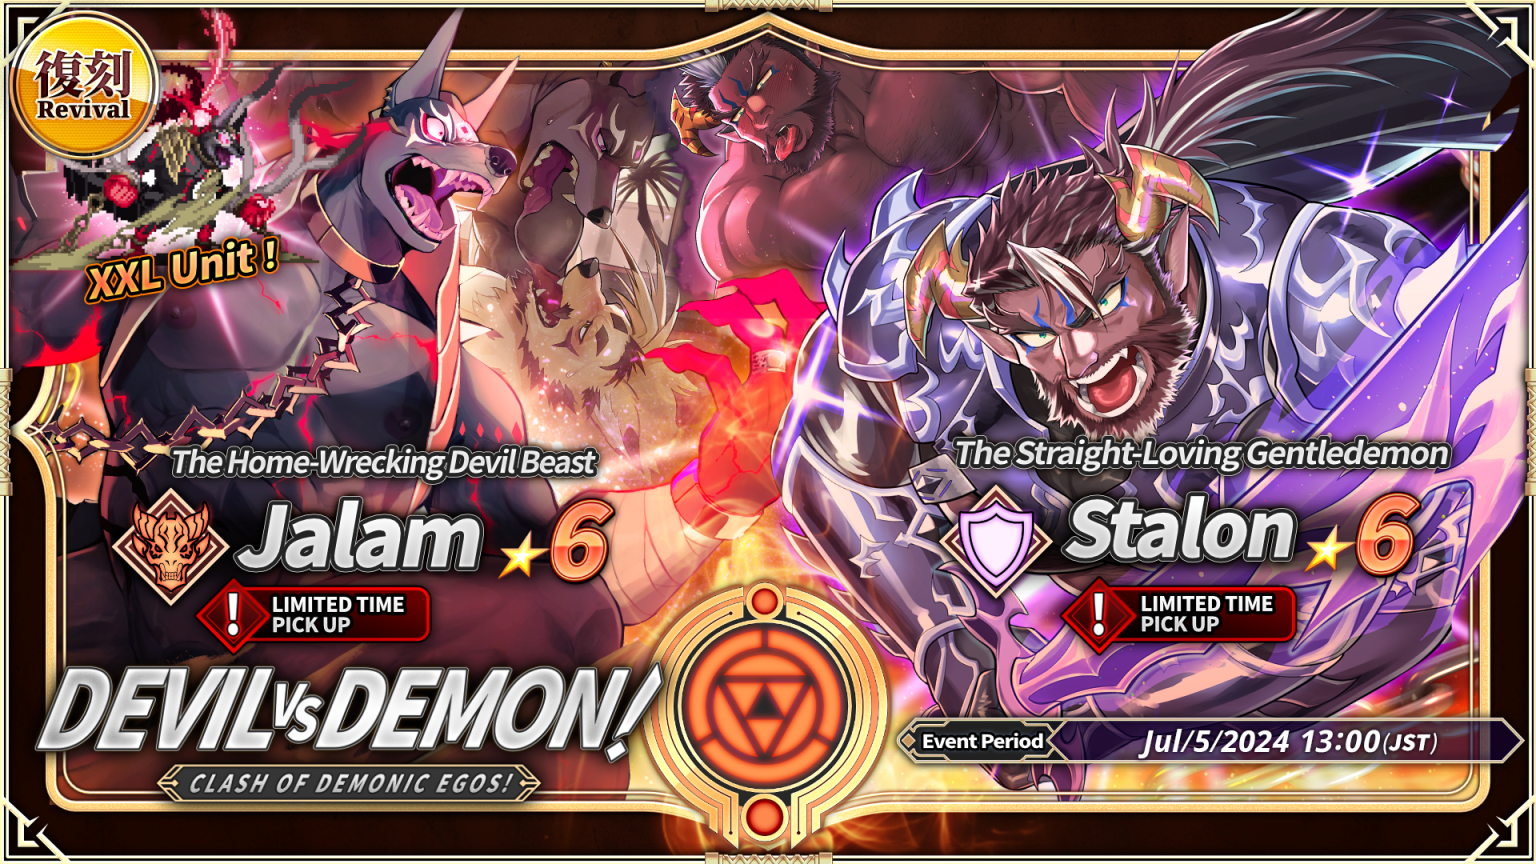 復刻
Revival
XXL Unit !
The Home-Wrecking Devil Beast
Jalam ★6
! LIMITED TIME
PICK UP
The Straight-Loving Gentledemon
Stalon ★6
! LIMITED TIME
PICK UP
DEVIL vs DEMON!
CLASH OF DEMONIC EGOS!
Event Period Jul/5/2024 13:00(JST)